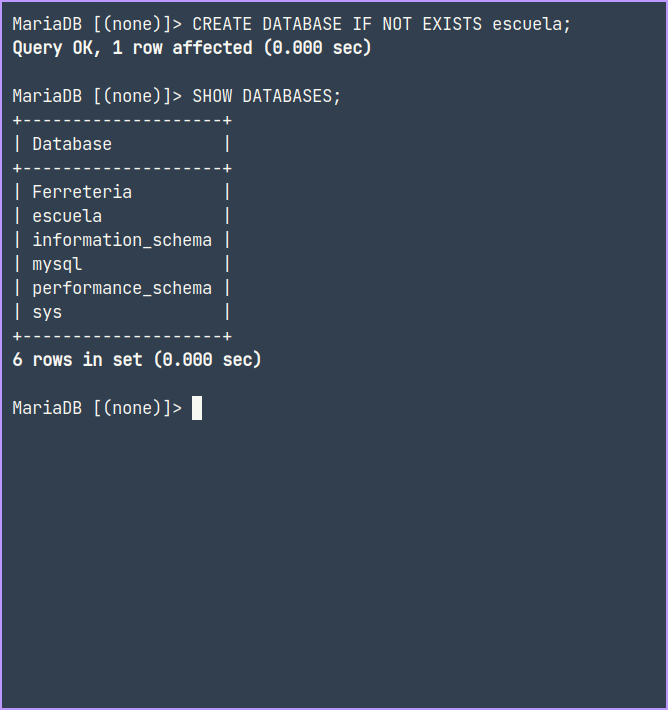 MariaDB [(none)]> CREATE DATABASE IF NOT EXISTS escuela;
Query OK, 1 row affected (0.000 sec)

MariaDB [(none)]> SHOW DATABASES;
+--------------------+
| Database           |
+--------------------+
| Ferreteria         |
| escuela            |
| information_schema |
| mysql              |
| performance_schema |
| sys                |
+--------------------+
6 rows in set (0.000 sec)

MariaDB [(none)]>